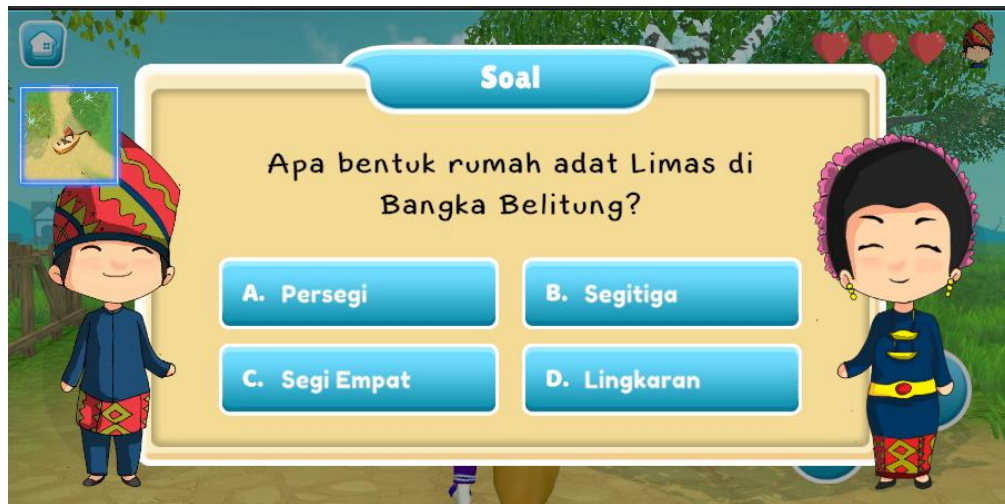 Soal
Apa bentuk rumah adat Limas di
Bangka Belitung?
A. Persegi
B. Segitiga
C. Segi Empat
D. Lingkaran